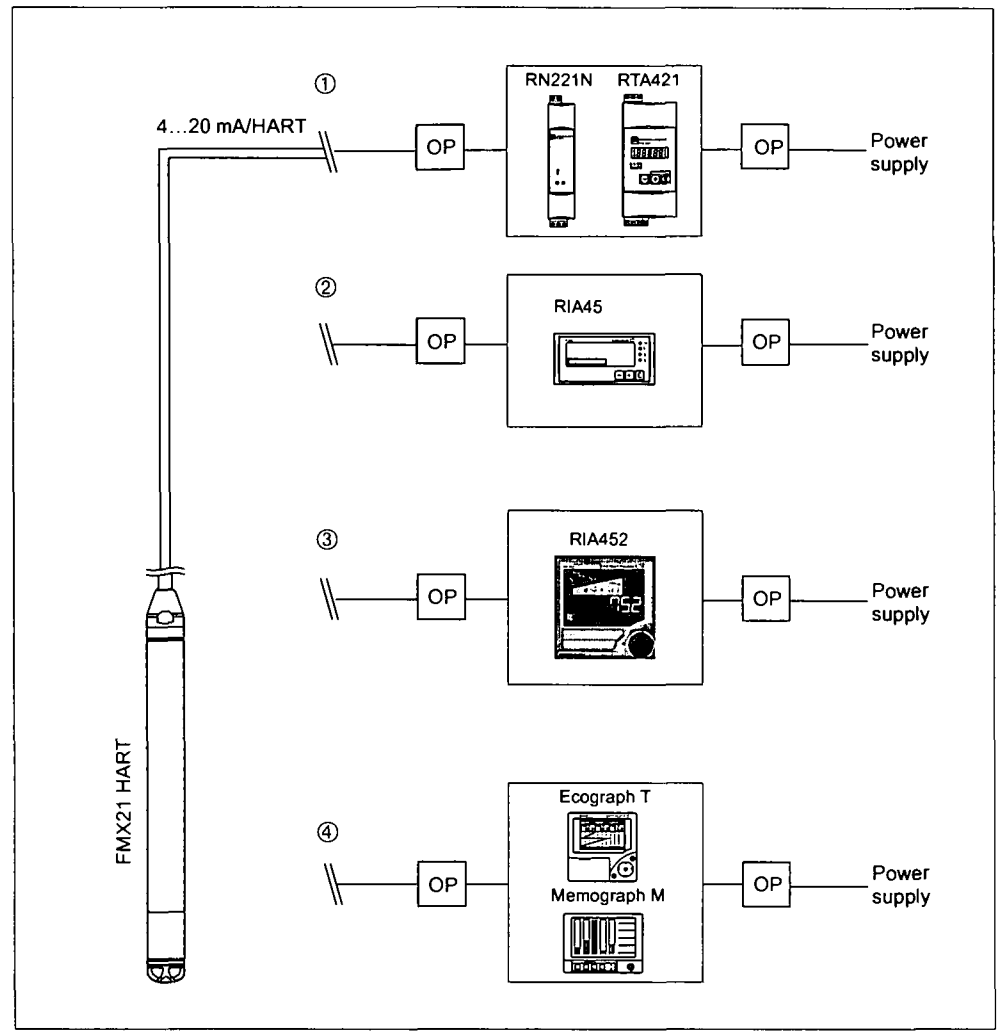 ①
4...20 mA/HART
RN221N RTA421
OP
OP
Power
supply
②
RIA45
OP
OP
Power
supply
③
RIA452
OP
OP
Power
supply
FMX21 HART
④
Ecograph T
Memograph M
OP
OP
Power
supply